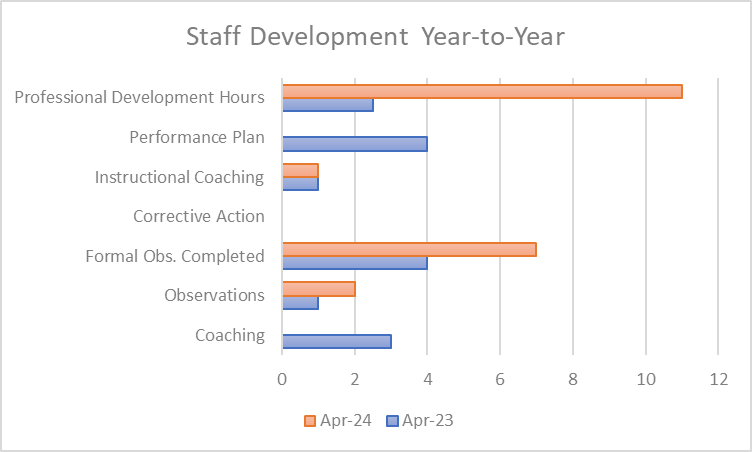 Staff Development Year-to-Year
Professional Development Hours
Performance Plan
Instructional Coaching
Corrective Action
Formal Obs. Completed
Observations
Coaching
0 2 4 6 8 10 12
Apr-24 Apr-23